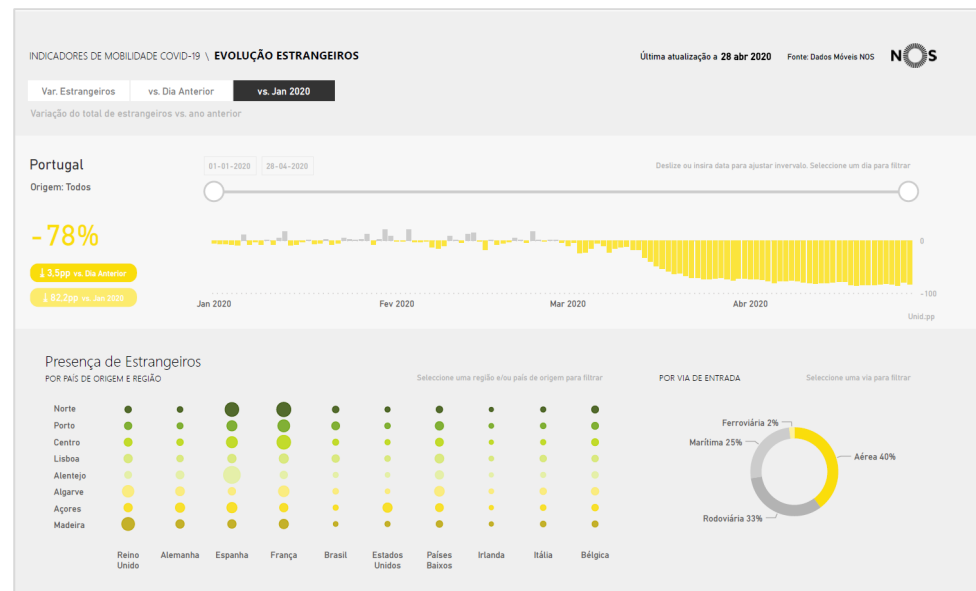 INDICADORES DE MOBILIDADE COVID-19 \ EVOLUÇÃO ESTRANGEIROS
Última atualização a 28 abr 2020 Fonte: Dados Móveis NOS NOS
Var. Estrangeiros vs. Dia Anterior vs. Jan 2020
Variação do total de estrangeiros vs. ano anterior
Portugal
01-01-2020 28-04-2020
Deslize ou insira data para ajustar invervalo. Seleccione um dia para filtrar
Origem: Todos
-78%
0
↓ 3,5pp vs. Dia Anterior
↓ 82.2pp vs. Jan 2020
-100
Jan 2020 Fev 2020 Mar 2020 Abr 2020
Unid:pp
Presença de Estrangeiros
POR PAÍS DE ORIGEM E REGIÃO
Seleccione uma região e/ou país de origem para filtrar
POR VIA DE ENTRADA
Seleccione uma via para filtrar
Norte
Porto
Centro
Lisboa
Alentejo
Algarve
Açores
Madeira
Reino Unido
Alemanha
Espanha
França
Brasil
Estados Unidos
Países Baixos
Irlanda
Itália
Bélgica
Ferroviária 2%
Marítima 25%
Aérea 40%
Rodoviária 33%